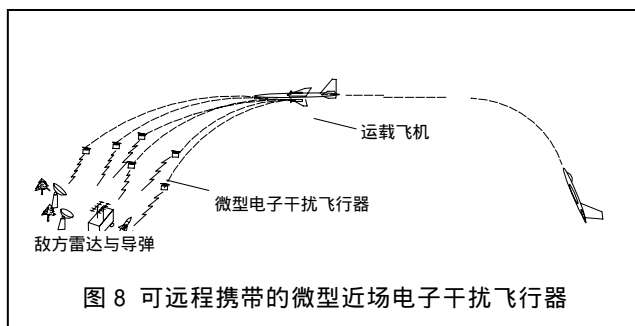 运载飞机
微型电子干扰飞行器
敌方雷达与导弹
图 8 可远程携带的微型近场电子干扰飞行器